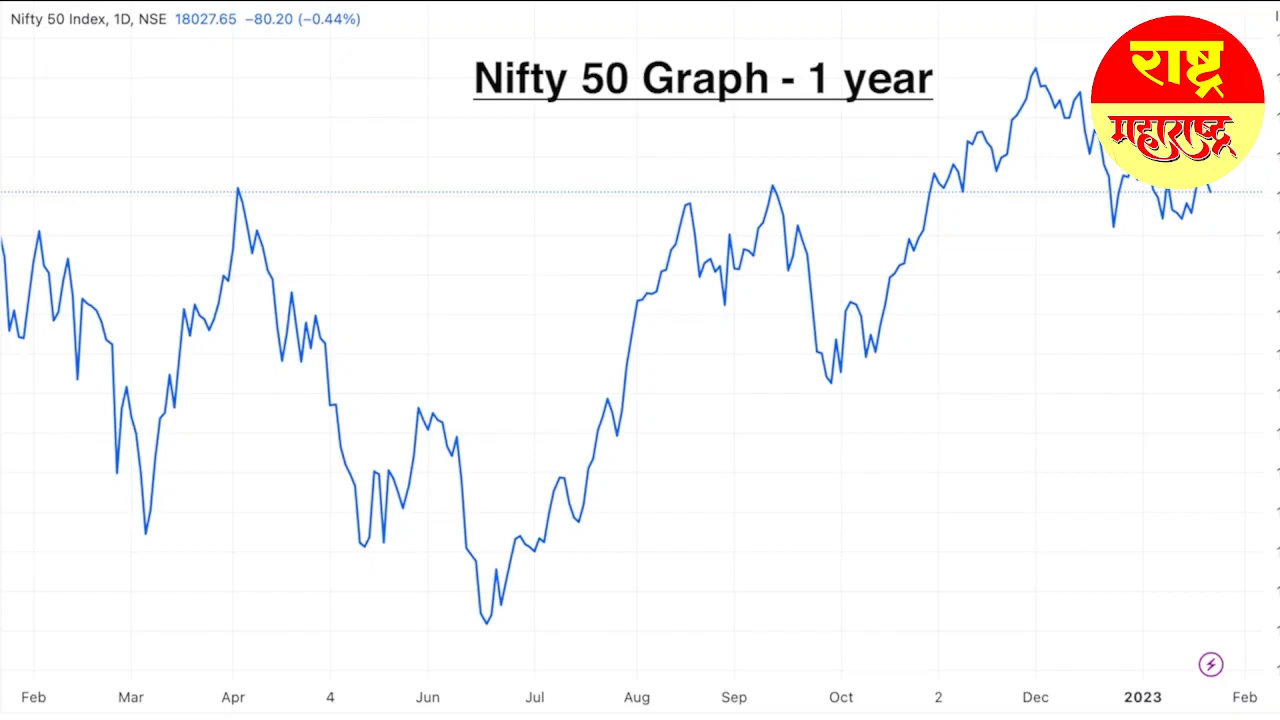 Nifty 50 Index, 1D, NSE 18027.65 −80.20 (−0.44%)
Nifty 50 Graph - 1 year
राष्ट्र
महाराष्ट्र
Feb Mar Apr 4 Jun Jul Aug Sep Oct 2 Dec 2023 Feb